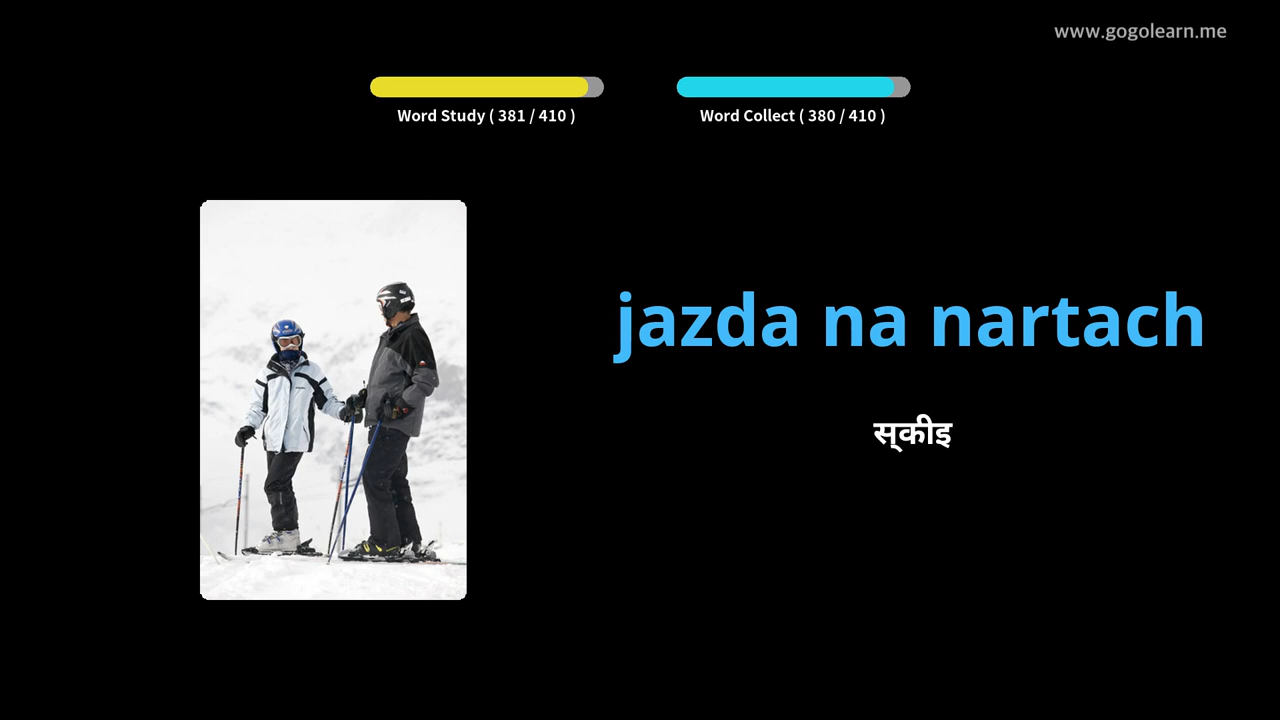 www.gogolearn.me
Word Study ( 381 / 410 )
Word Collect ( 380 / 410 )
jazda na nartach
स्‌कीइ